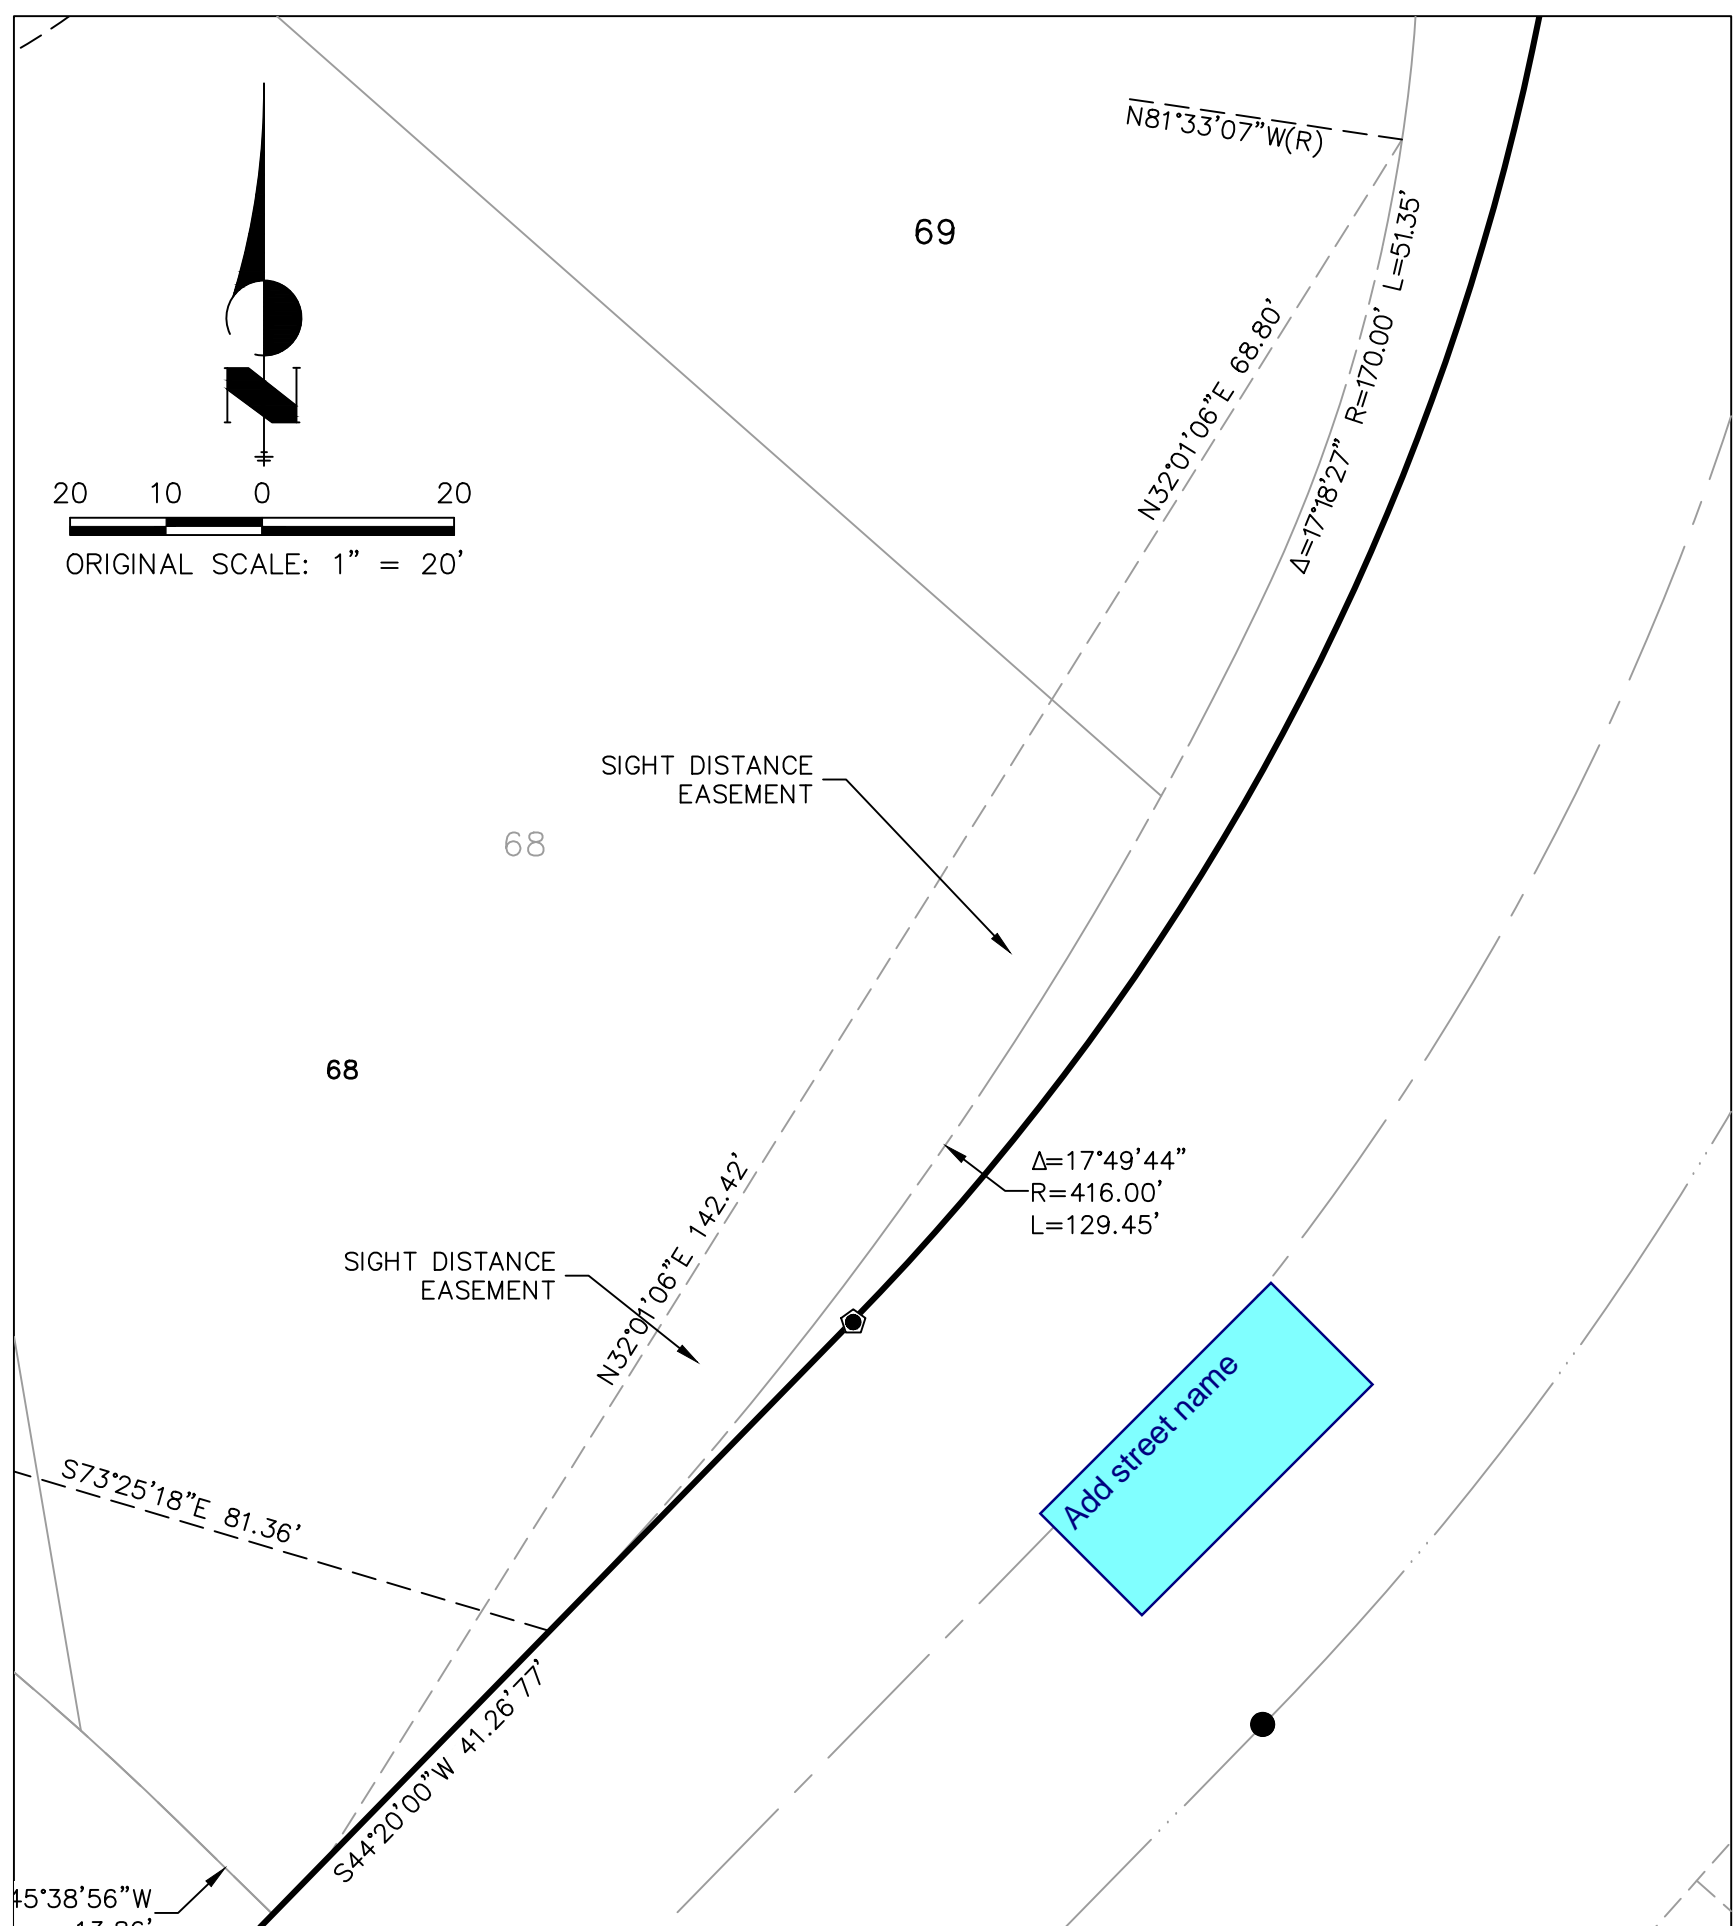 N81°33'07"W(R)
69
Δ=17°18'27" R=170.00' L=51.35'
N32°01'06"E 68.80'
N
20 10 0 20
ORIGINAL SCALE: 1" = 20'
SIGHT DISTANCE
EASEMENT
68
68
Δ=17°49'44"
R=416.00'
L=129.45'
N32°01'06"E 142.42'
SIGHT DISTANCE
EASEMENT
Add street name
S73°25'18"E 81.36'
S44°20'00"W 41.26'77'
45°38'56"W